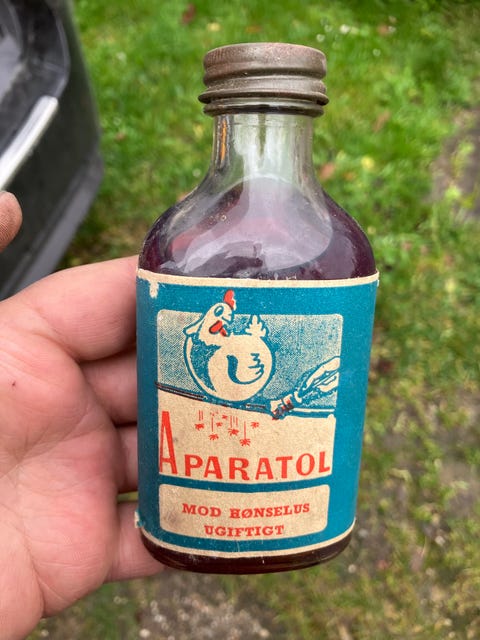 APARATOL
MOD HØNSELUS
UGIFTIGT